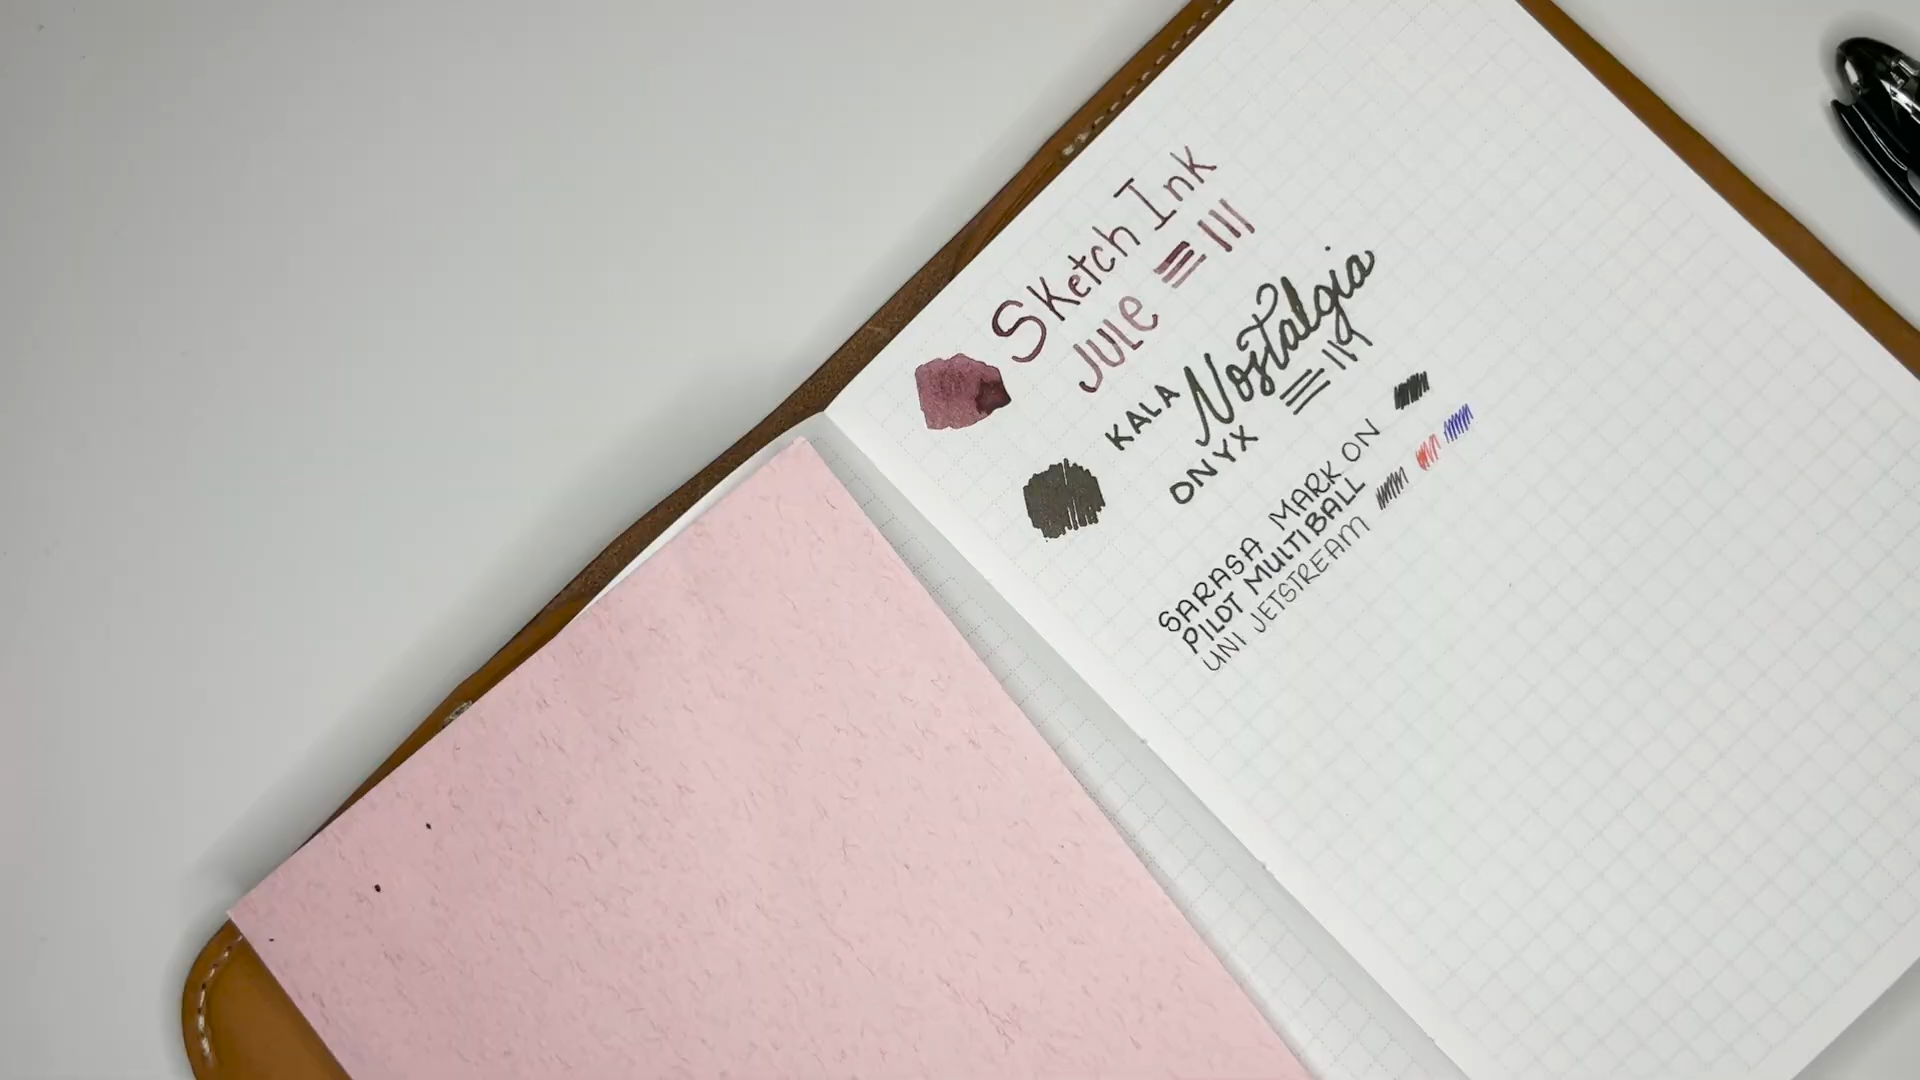 Sketch Ink
JULE
KALA Nostalgia
ONYX
SARASA MARK ON
PILOT MULTIBALL
UNI JETSTREAM